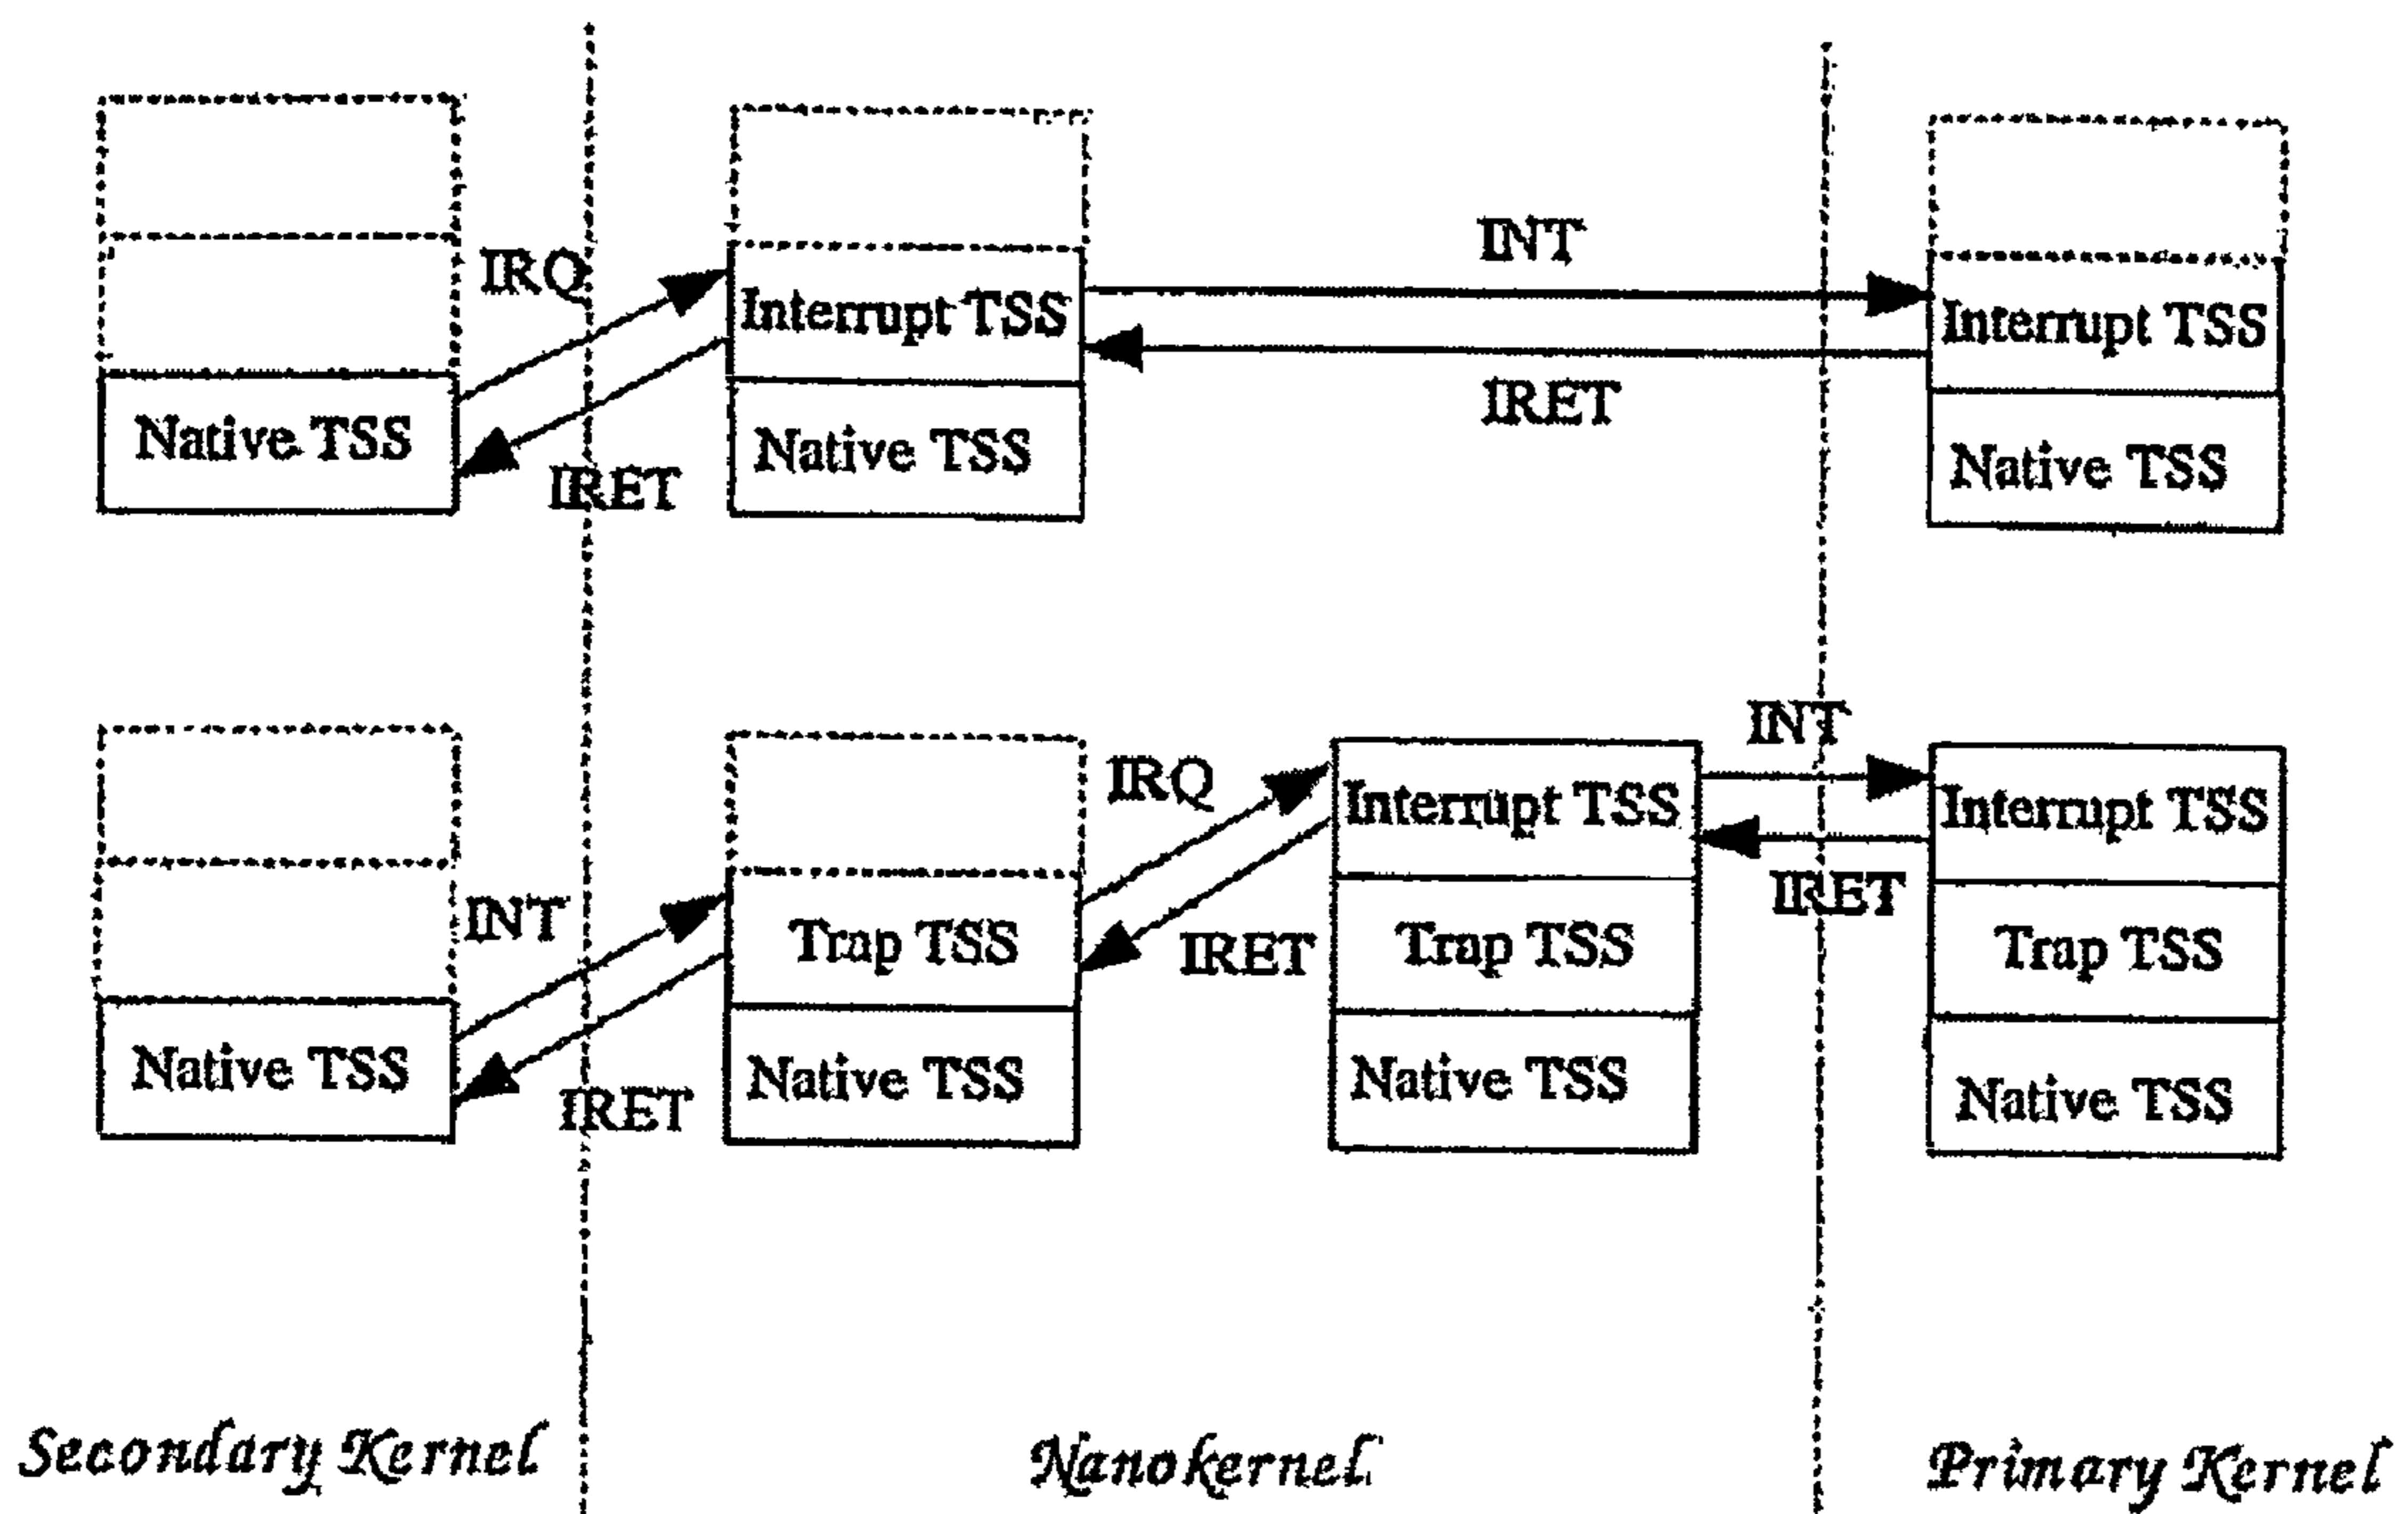 IRQ
INT
Interrupt TSS
Interrupt TSS
IRET
Native TSS
Native TSS
IRET
Native TSS
INT
IRQ
Interrupt TSS
Interrupt TSS
INT
IRET
Trap TSS
IRET
Trap TSS
Trap TSS
Native TSS
IRET
Native TSS
Native TSS
Native TSS
Secondary Kernel
Nanokernel
Primary Kernel